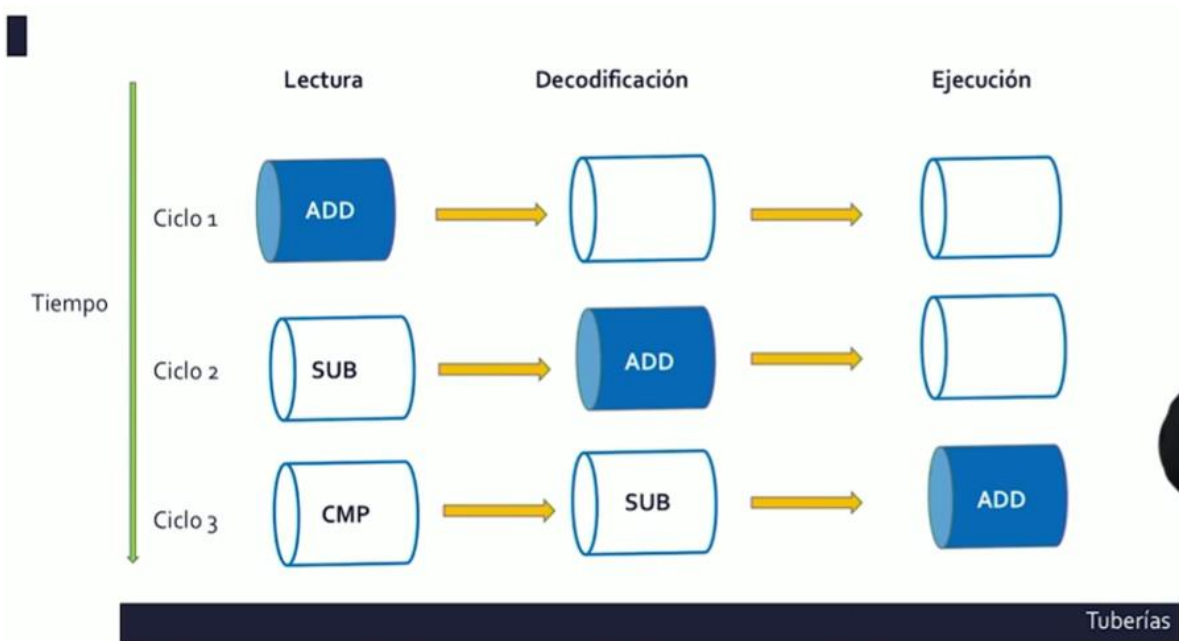 Lectura Decodificación Ejecución
Ciclo 1 ADD
Tiempo
Ciclo 2 SUB ADD
Ciclo 3 CMP SUB ADD
Tuberías